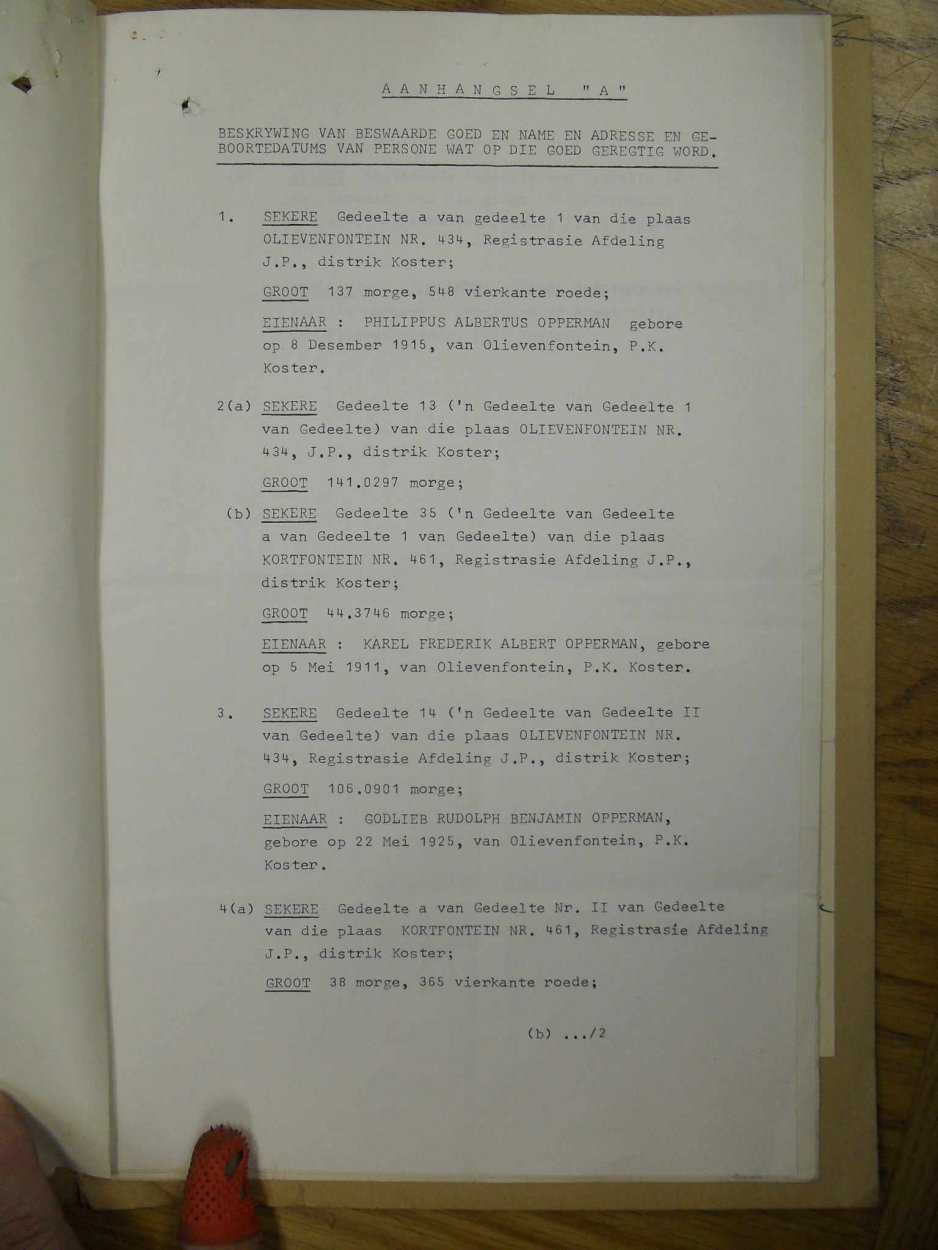 AANHANGSEL "A"
BESKRYWING VAN BESWAARDE GOED EN NAME EN ADRESSE EN GE-
BOORTEDATUMS VAN PERSONE WAT OP DIE GOED GEREGTIG WORD.
1. SEKERE Gedeelte a van gedeelte 1 van die plaas
OLIEVENFONTEIN NR. 434, Registrasie Afdeling
J.P., distrik Koster;
GROOT 137 morge, 548 vierkante roede;
EIENAAR : PHILIPPUS ALBERTUS OPPERMAN gebore
op 8 Desember 1915, van Olievenfontein, P.K.
Koster.
2(a) SEKERE Gedeelte 13 ('n Gedeelte van Gedeelte 1
van Gedeelte) van die plaas OLIEVENFONTEIN NR.
434, J.P., distrik Koster;
GROOT 141.0297 morge;
(b) SEKERE Gedeelte 35 ('n Gedeelte van Gedeelte
a van Gedeelte 1 van Gedeelte) van die plaas
KORTFONTEIN NR. 461, Registrasie Afdeling J.P.,
distrik Koster;
GROOT 44.3746 morge;
EIENAAR : KAREL FREDERIK ALBERT OPPERMAN, gebore
op 5 Mei 1911, van Olievenfontein, P.K. Koster.
3. SEKERE Gedeelte 14 ('n Gedeelte van Gedeelte II
van Gedeelte) van die plaas OLIEVENFONTEIN NR.
434, Registrasie Afdeling J.P., distrik Koster;
GROOT 106.0901 morge;
EIENAAR : GODLIEB RUDOLPH BENJAMIN OPPERMAN,
gebore op 22 Mei 1925, van Olievenfontein, P.K.
Koster.
4(a) SEKERE Gedeelte a van Gedeelte Nr. II van Gedeelte
van die plaas KORTFONTEIN NR. 461, Registrasie Afdeling
J.P., distrik Koster;
GROOT 38 morge, 365 vierkante roede;
(b) .../2